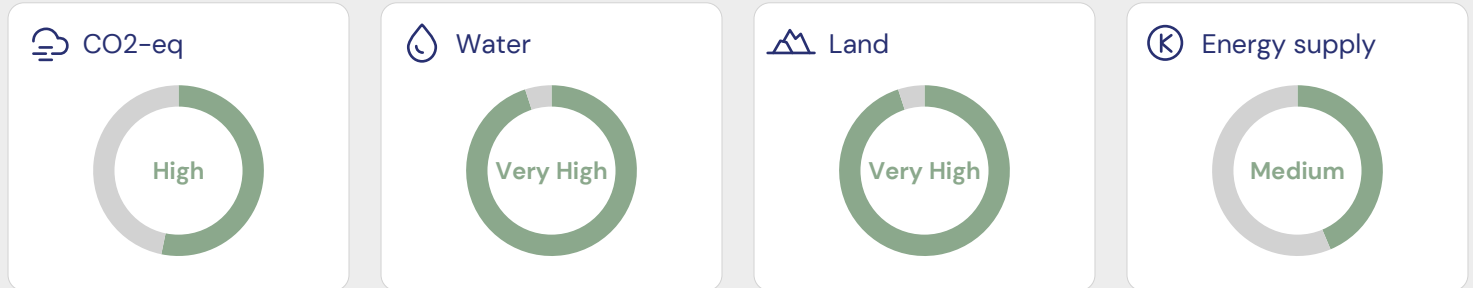 CO2-eq
High
Water
Very High
Land
Very High
Energy supply
Medium